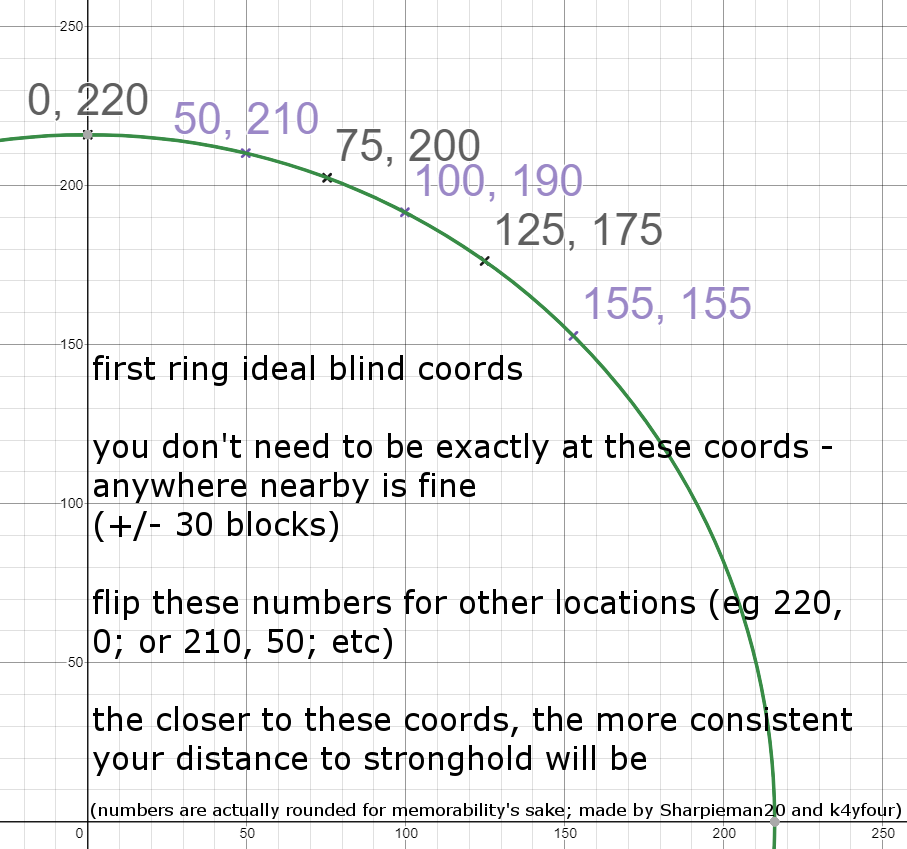 250
0, 220
50, 210
75, 200
200
100, 190
125, 175
155, 155
150
first ring ideal blind coords
you don't need to be exactly at these coords -
anywhere nearby is fine
100
(+/- 30 blocks)
flip these numbers for other locations (eg 220,
0; or 210, 50; etc)
50
the closer to these coords, the more consistent
your distance to stronghold will be
(numbers are actually rounded for memorability's sake; made by Sharpieman20 and k4yfour)
0 50 100 150 200 250